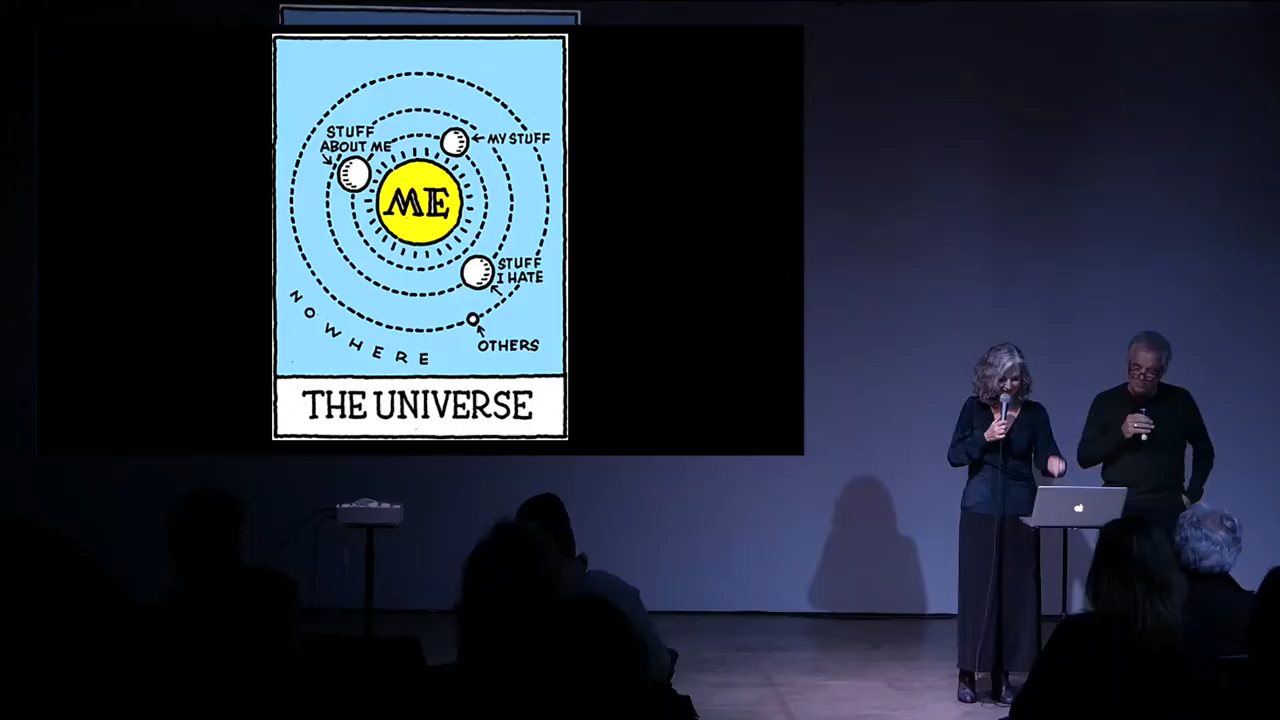 STUFF
ABOUT ME
MY STUFF
ME
STUFF
I HATE
OTHERS
NOWHERE
THE UNIVERSE